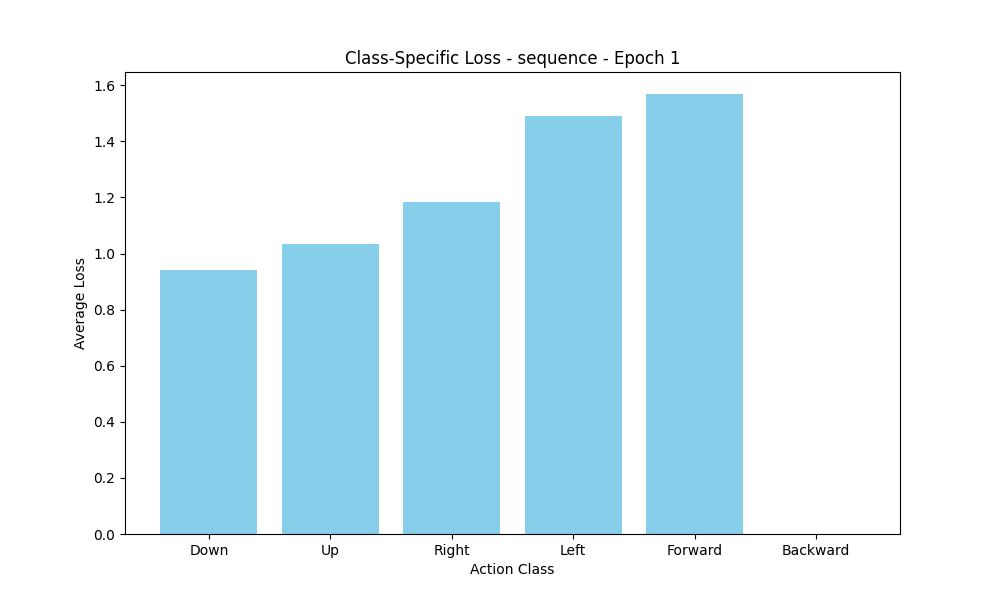 Class-Specific Loss - sequence - Epoch 1
1.6
1.4
1.2
1.0
0.8
0.6
0.4
0.2
0.0
Average Loss
Down Up Right Left Forward Backward
Action Class